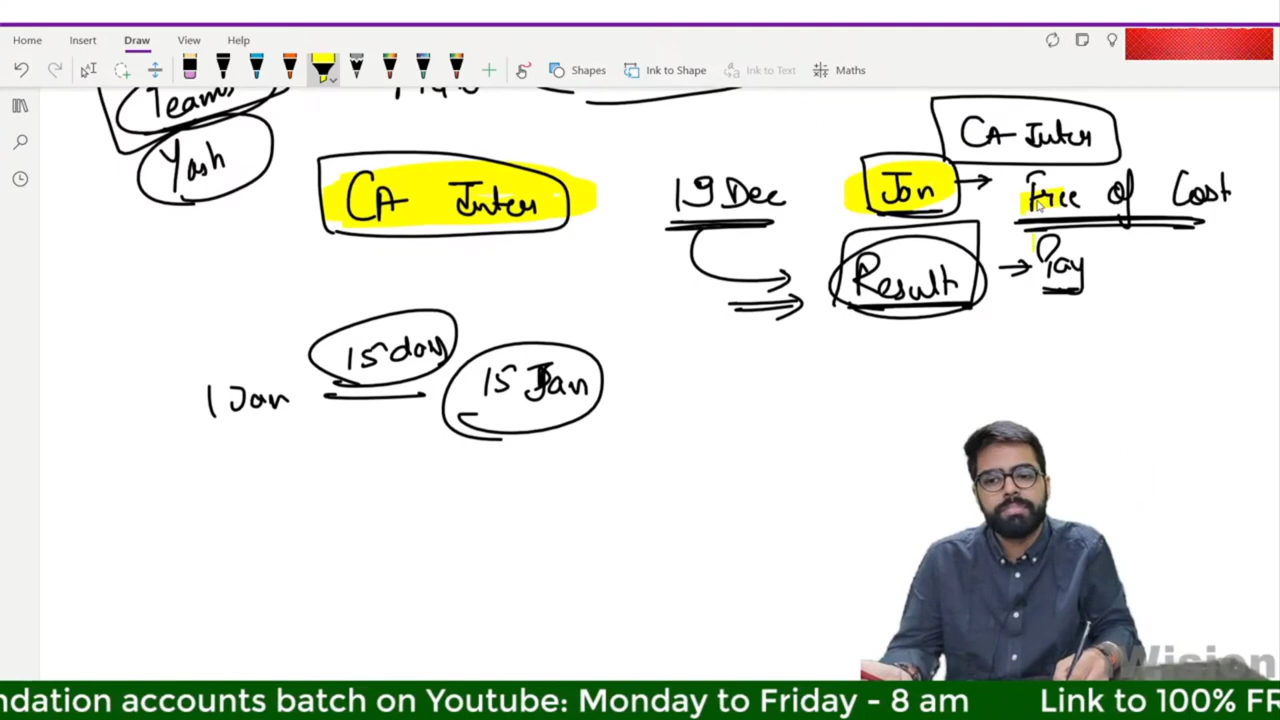 Home Insert Draw View Help
Shapes Ink to Shape Ink to Text Maths
Teams
Yash
CA Inter
CA Inter
19 Dec
Jan → Free of Cost
Result → Pay
15 day
1 Jan
15 Jan
Wision
ndation accounts batch on Youtube: Monday to Friday - 8 am Link to 100% FR